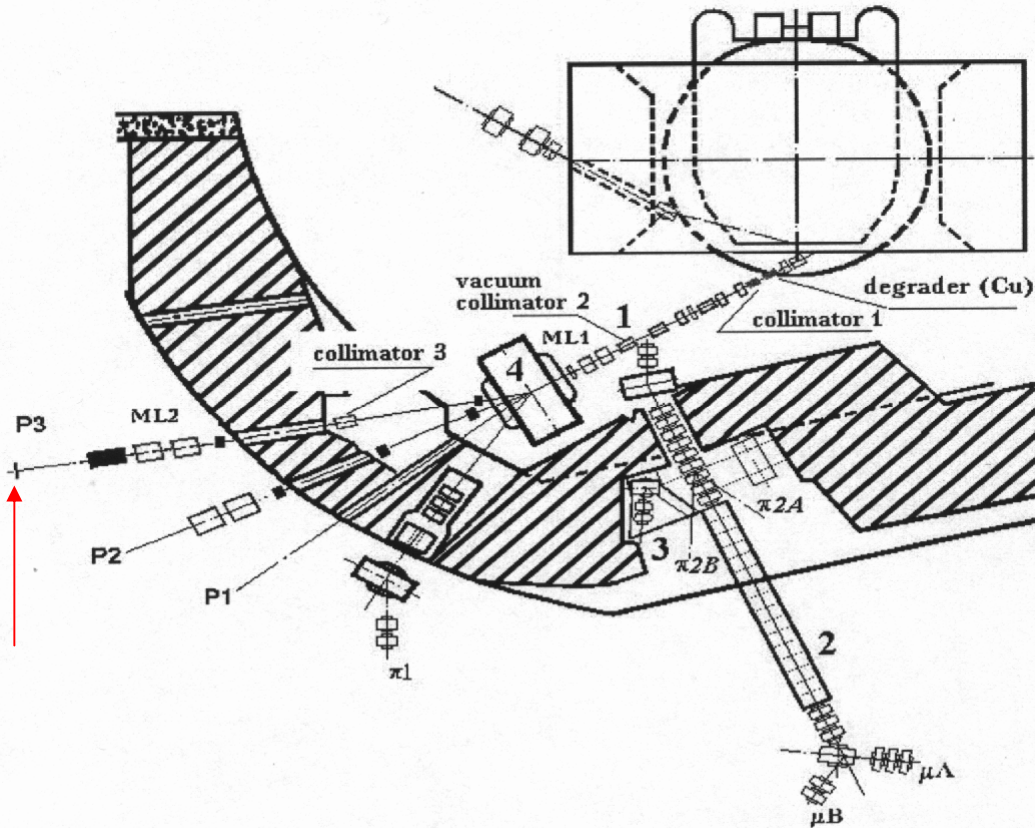 degrader (Cu)
vacuum
collimator 2
1
collimator 1
ML1
collimator 3
4
P3
ML2
π2A
P2
3
π2B
P1
2
π1
μA
μB